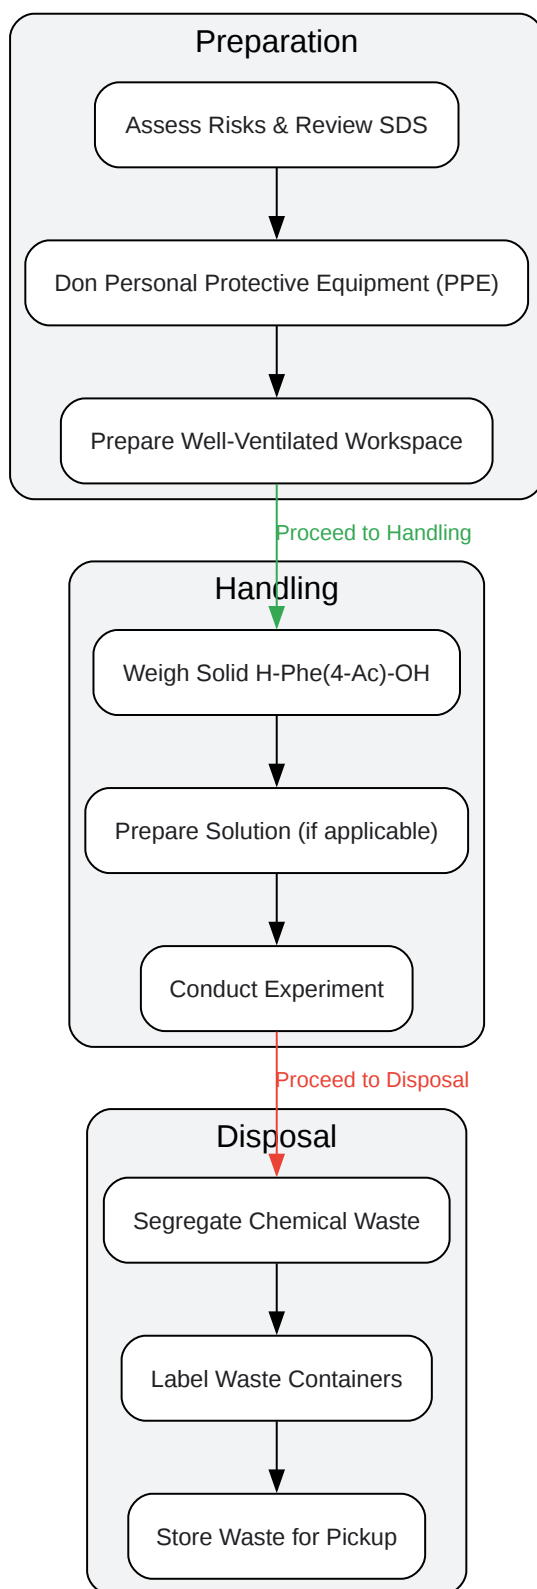 Preparation
Assess Risks & Review SDS
Don Personal Protective Equipment (PPE)
Prepare Well-Ventilated Workspace
Proceed to Handling
Handling
Weigh Solid H-Phe(4-Ac)-OH
Prepare Solution (if applicable)
Conduct Experiment
Proceed to Disposal
Disposal
Segregate Chemical Waste
Label Waste Containers
Store Waste for Pickup